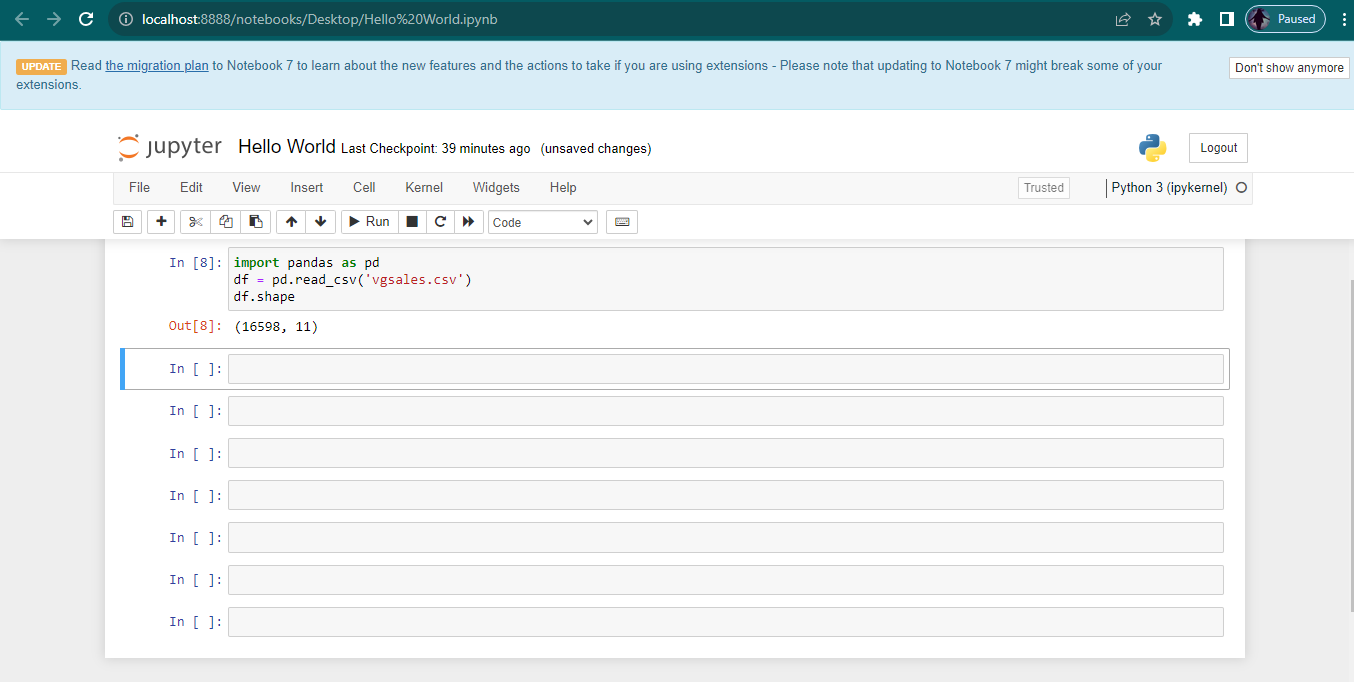 localhost:8888/notebooks/Desktop/Hello%20World.ipynb
Paused
UPDATE Read the migration plan to Notebook 7 to learn about the new features and the actions to take if you are using extensions - Please note that updating to Notebook 7 might break some of your
extensions.
Don't show anymore
jupyter Hello World Last Checkpoint: 39 minutes ago (unsaved changes)
Logout
File Edit View Insert Cell Kernel Widgets Help
Trusted
Python 3 (ipykernel)
Run
Code
In [8]: import pandas as pd
df = pd.read_csv('vgsales.csv')
df.shape
Out[8]: (16598, 11)
In [ ]:
In [ ]:
In [ ]:
In [ ]:
In [ ]:
In [ ]:
In [ ]: